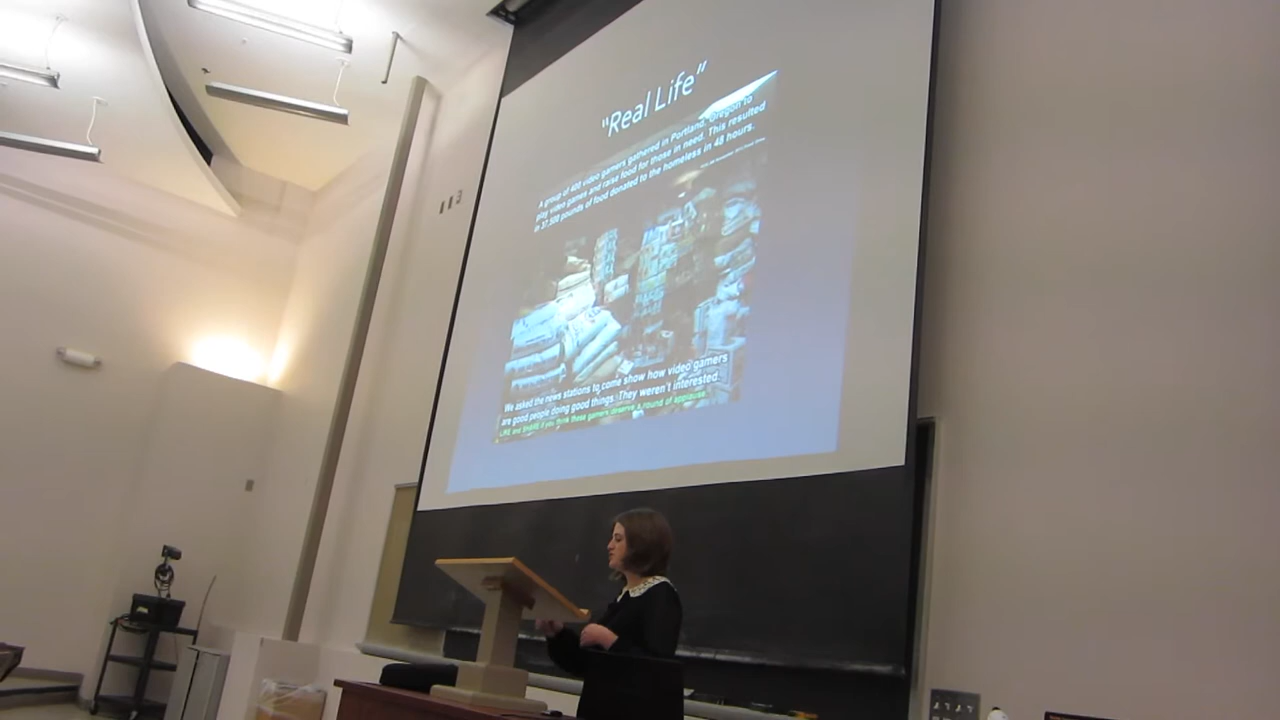 "Real Life"
A group of 400 video gamers gathered in Portland, Oregon to
play video games and raise food for those in need. This resulted
in 37,500 pounds of food donated to the homeless in 48 hours.
We asked the news stations to come show how video gamers
are good people doing good things. They weren't interested.
LIKE and SHARE if you think these gamers deserve a round of applause.